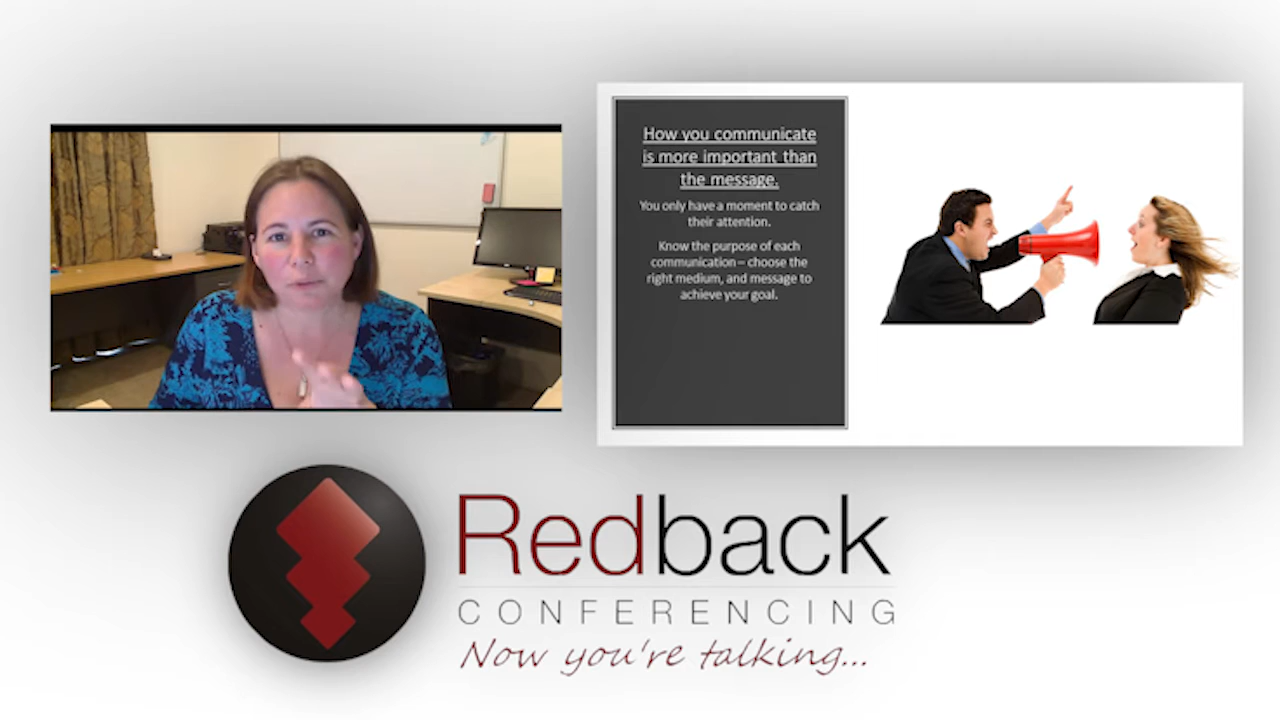 How you communicate
is more important than
the message.
You only have a moment to catch
their attention.
Know the purpose of each
communication – choose the
right medium, and message to
achieve your goal.
Redback
CONFERENCING
Now you're talking...